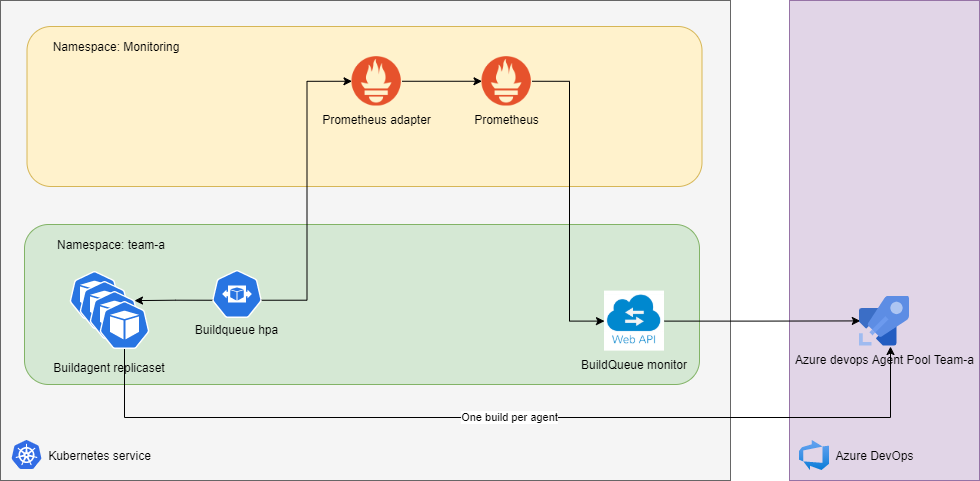 Namespace: Monitoring
Prometheus adapter
Prometheus
Namespace: team-a
Buildqueue hpa
Web API
Buildagent replicaset
BuildQueue monitor
Azure devops Agent Pool Team-a
One build per agent
Kubernetes service
Azure DevOps